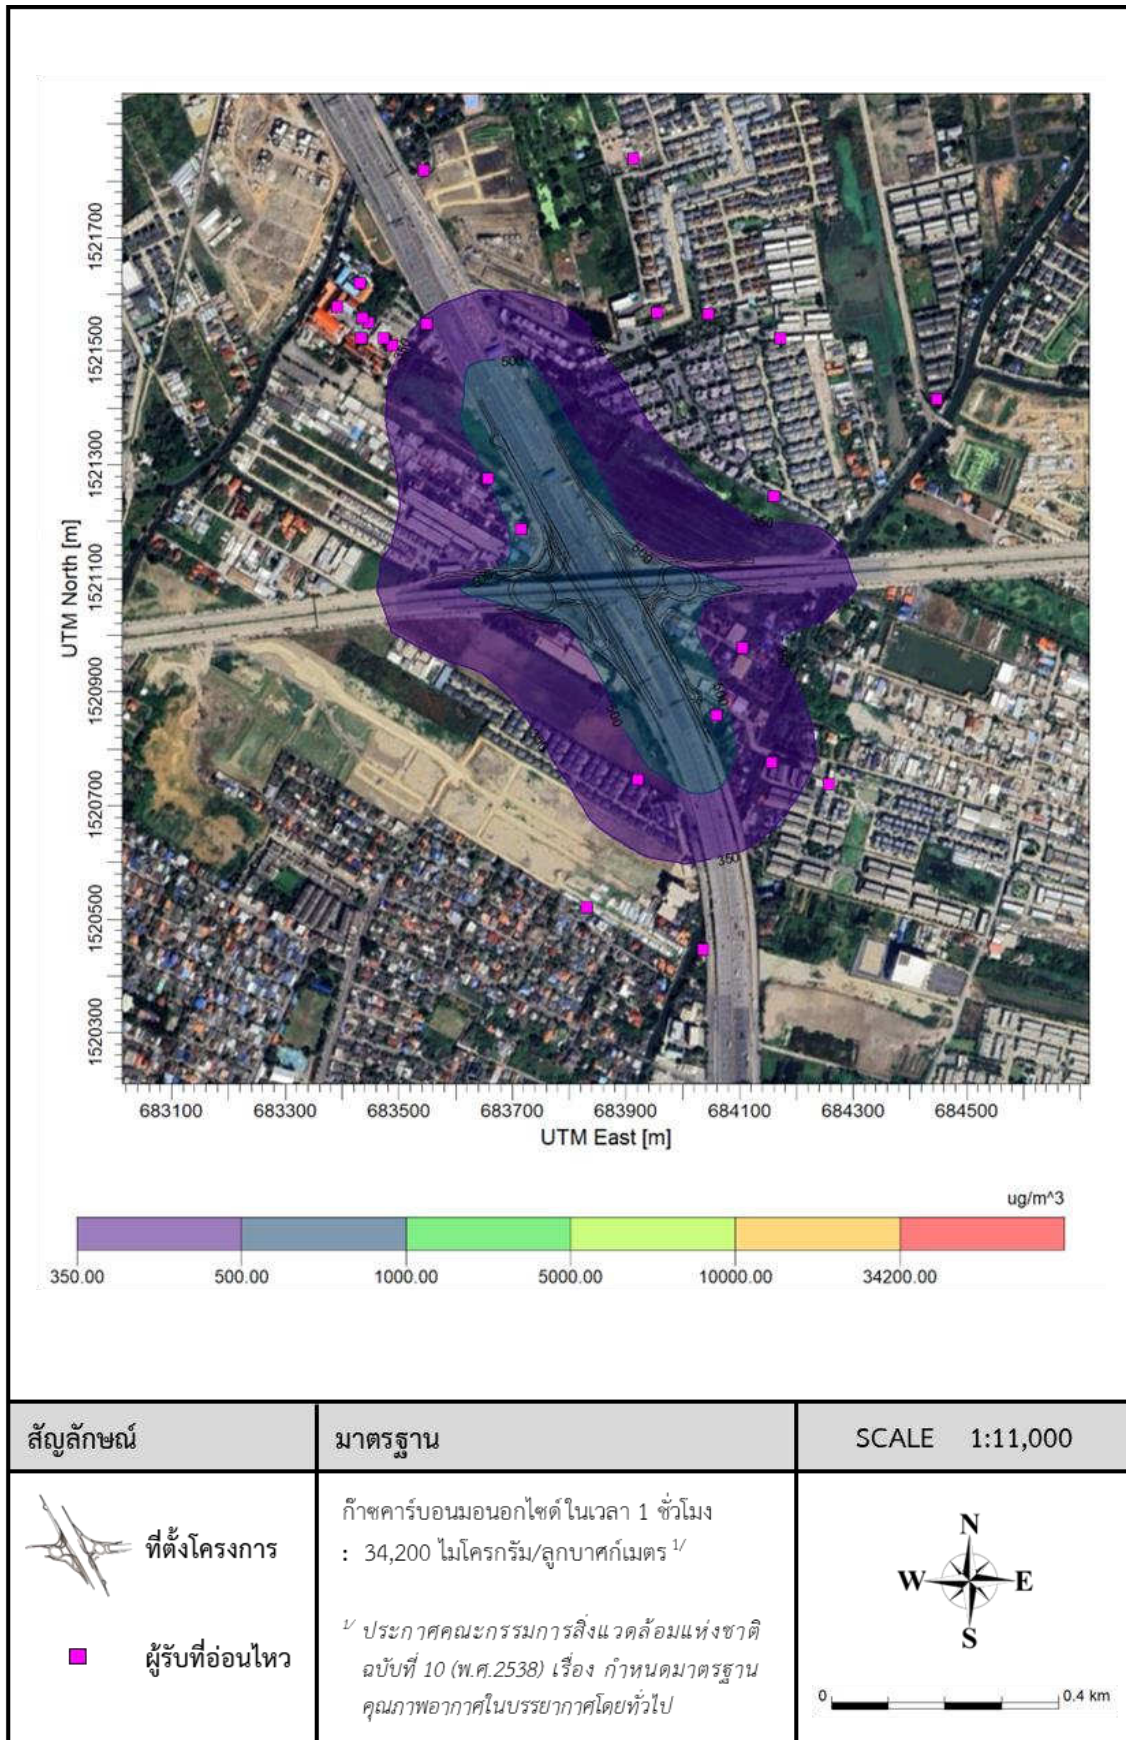 1521700
1521500
1521300
1521100
1520900
1520700
1520500
1520300
UTM North [m]
500
350
350
500
350
500
350
683100 683300 683500 683700 683900 684100 684300 684500
UTM East [m]
ug/m^3
350.00 500.00 1000.00 5000.00 10000.00 34200.00
สัญลักษณ์
ที่ตั้งโครงการ
ผู้รับที่อ่อนไหว
มาตรฐาน
ก๊าซคาร์บอนมอนอกไซด์ในเวลา 1 ชั่วโมง
: 34,200 ไมโครกรัม/ลูกบาศก์เมตร 1/
1/ ประกาศคณะกรรมการสิ่งแวดล้อมแห่งชาติ
ฉบับที่ 10 (พ.ศ.2538) เรื่อง กำหนดมาตรฐาน
คุณภาพอากาศในบรรยากาศโดยทั่วไป
SCALE 1:11,000
N
W E
S
0 0.4 km